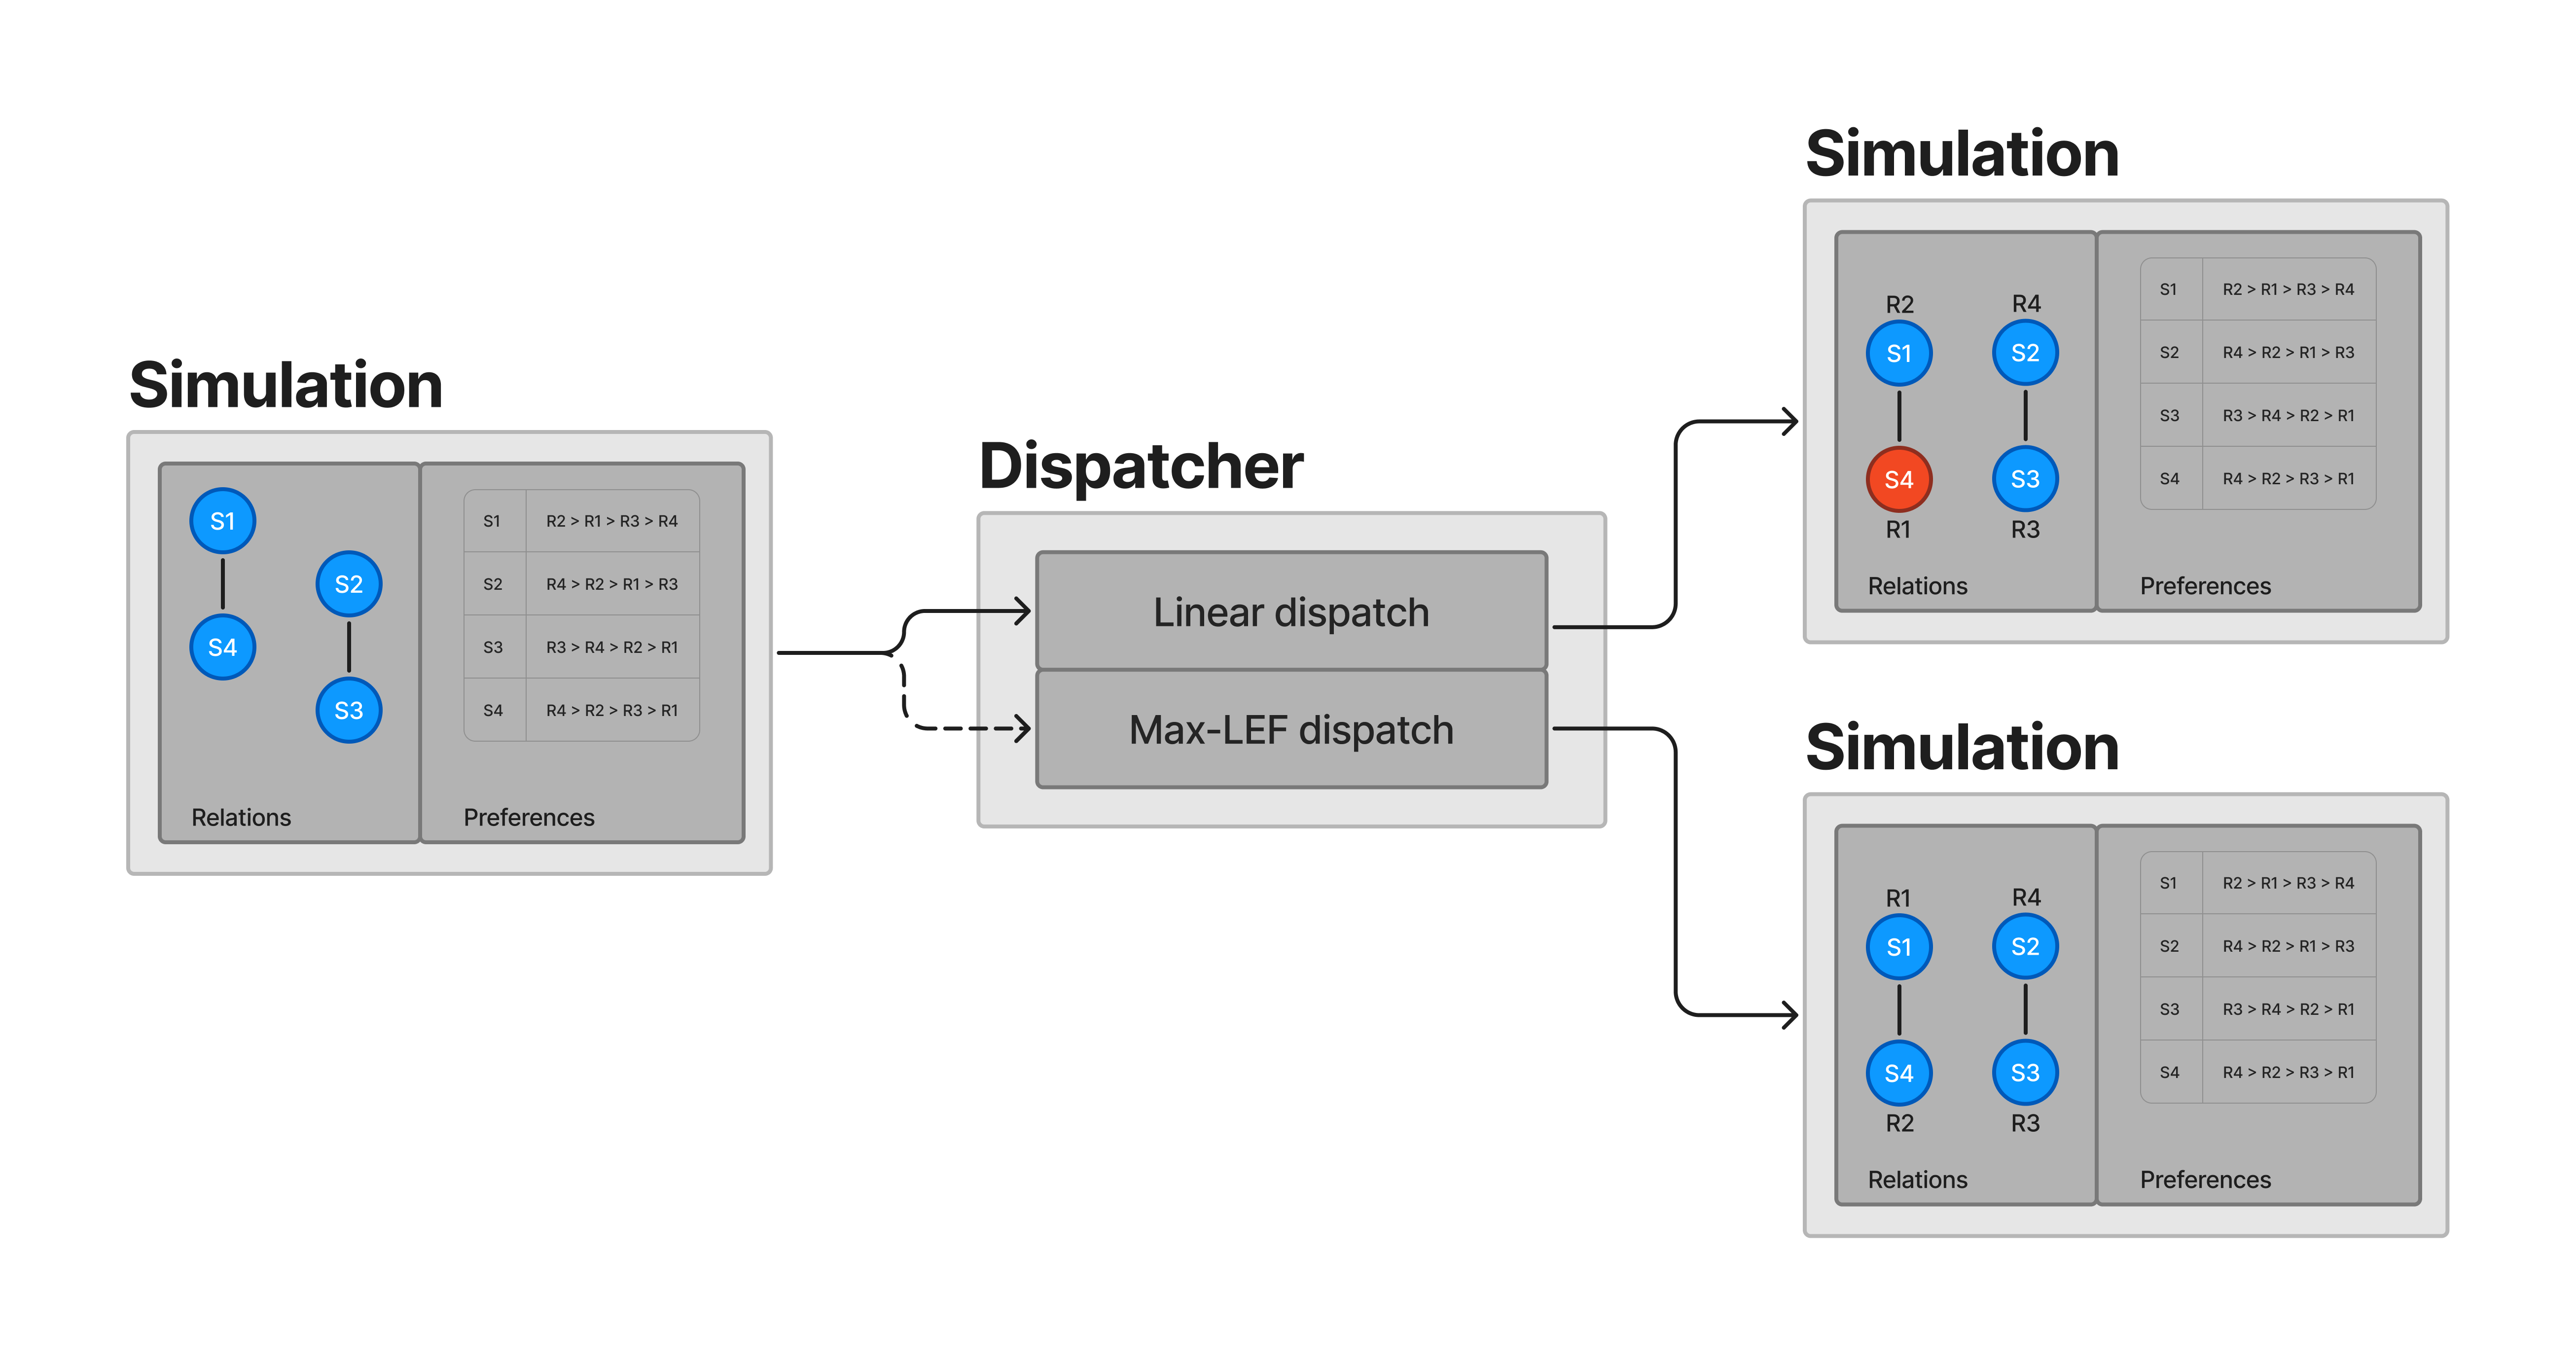 Simulation
S1
S4
S2
S3
Relations
S1 R2 > R1 > R3 > R4
S2 R4 > R2 > R1 > R3
S3 R3 > R4 > R2 > R1
S4 R4 > R2 > R3 > R1
Preferences
Dispatcher
Linear dispatch
Max-LEF dispatch
Simulation
R2 R4
S1 S2
S4 S3
R1 R3
Relations
S1 R2 > R1 > R3 > R4
S2 R4 > R2 > R1 > R3
S3 R3 > R4 > R2 > R1
S4 R4 > R2 > R3 > R1
Preferences
Simulation
R1 R4
S1 S2
S4 S3
R2 R3
Relations
S1 R2 > R1 > R3 > R4
S2 R4 > R2 > R1 > R3
S3 R3 > R4 > R2 > R1
S4 R4 > R2 > R3 > R1
Preferences